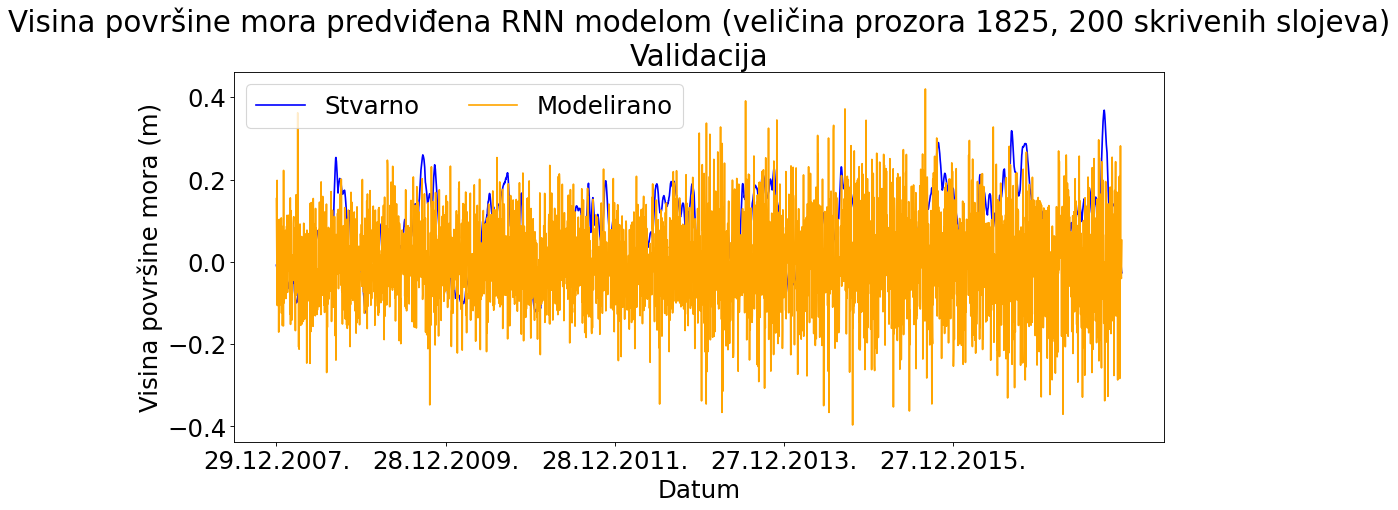 Visina površine mora predviđena RNN modelom (veličina prozora 1825, 200 skrivenih slojeva)
Validacija
Stvarno
Modelirano
Visina površine mora (m)
0.4
0.2
0.0
−0.2
−0.4
29.12.2007.
28.12.2009.
28.12.2011.
27.12.2013.
27.12.2015.
Datum